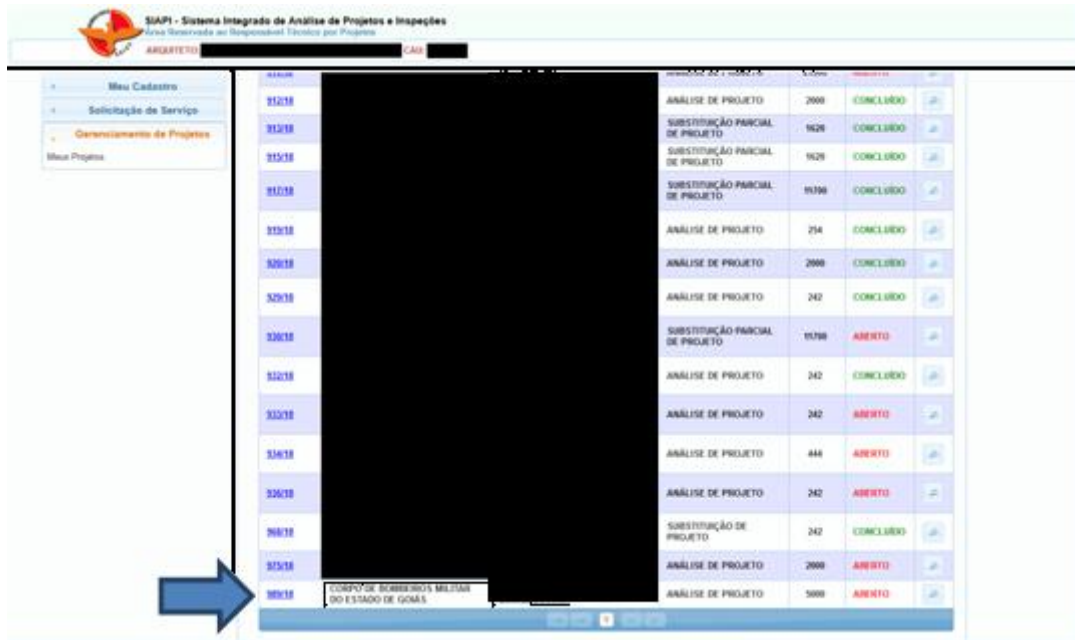 SIAPI - Sistema Integrado de Análise de Projetos e Inspeções
Área Reservada ao Responsável Técnico por Projetos
ARQUITETO: CAU:
Meu Cadastro
Solicitação de Serviço
Gerenciamento de Projetos
Meus Projetos
912/18 ANÁLISE DE PROJETO 2000 CONCLUÍDO
913/18 SUBSTITUIÇÃO PARCIAL DE PROJETO 1620 CONCLUÍDO
915/18 SUBSTITUIÇÃO PARCIAL DE PROJETO 1620 CONCLUÍDO
917/18 SUBSTITUIÇÃO PARCIAL DE PROJETO 11700 CONCLUÍDO
919/18 ANÁLISE DE PROJETO 254 CONCLUÍDO
920/18 ANÁLISE DE PROJETO 2000 CONCLUÍDO
929/18 ANÁLISE DE PROJETO 242 CONCLUÍDO
930/18 SUBSTITUIÇÃO PARCIAL DE PROJETO 11700 ABERTO
932/18 ANÁLISE DE PROJETO 242 CONCLUÍDO
933/18 ANÁLISE DE PROJETO 242 ABERTO
934/18 ANÁLISE DE PROJETO 444 ABERTO
936/18 ANÁLISE DE PROJETO 242 ABERTO
968/18 SUBSTITUIÇÃO DE PROJETO 242 CONCLUÍDO
975/18 ANÁLISE DE PROJETO 2000 ABERTO
989/18 CORPO DE BOMBEIROS MILITAR DO ESTADO DE GOIÁS ANÁLISE DE PROJETO 5000 ABERTO
1